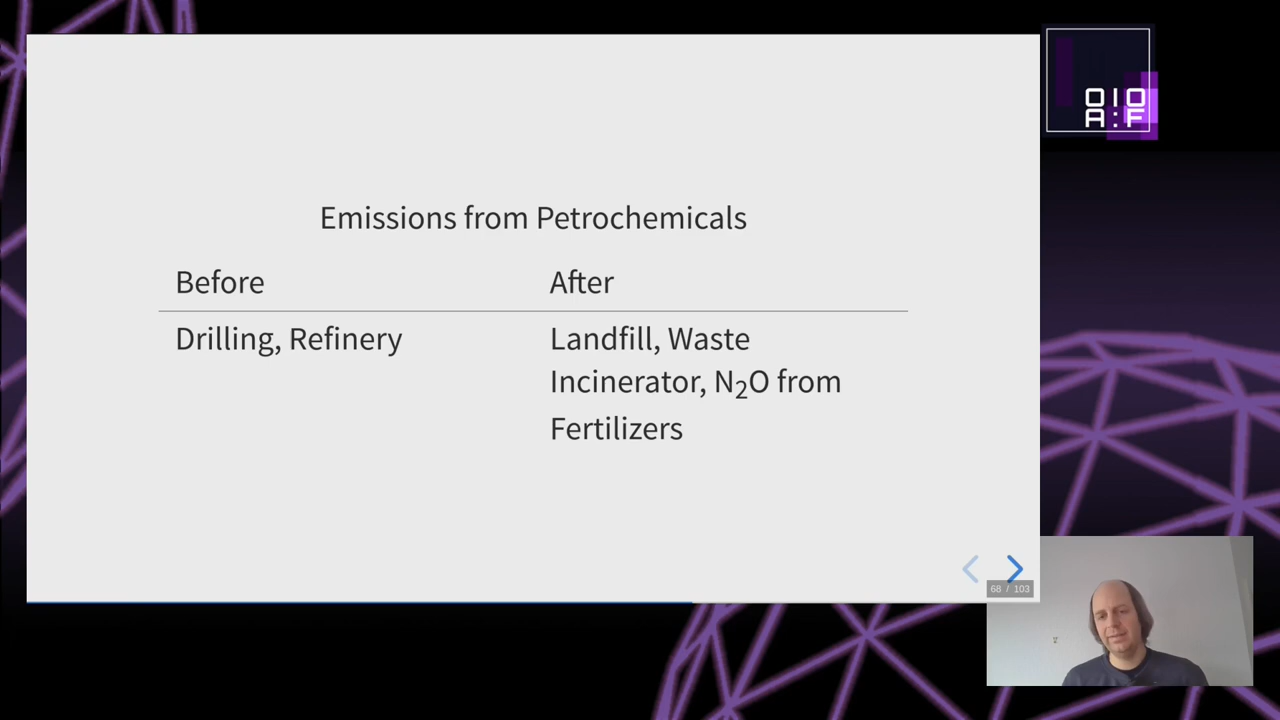 O|O
A:F
Emissions from Petrochemicals
Before After
Drilling, Refinery Landfill, Waste
Incinerator, N₂O from
Fertilizers
68 / 103